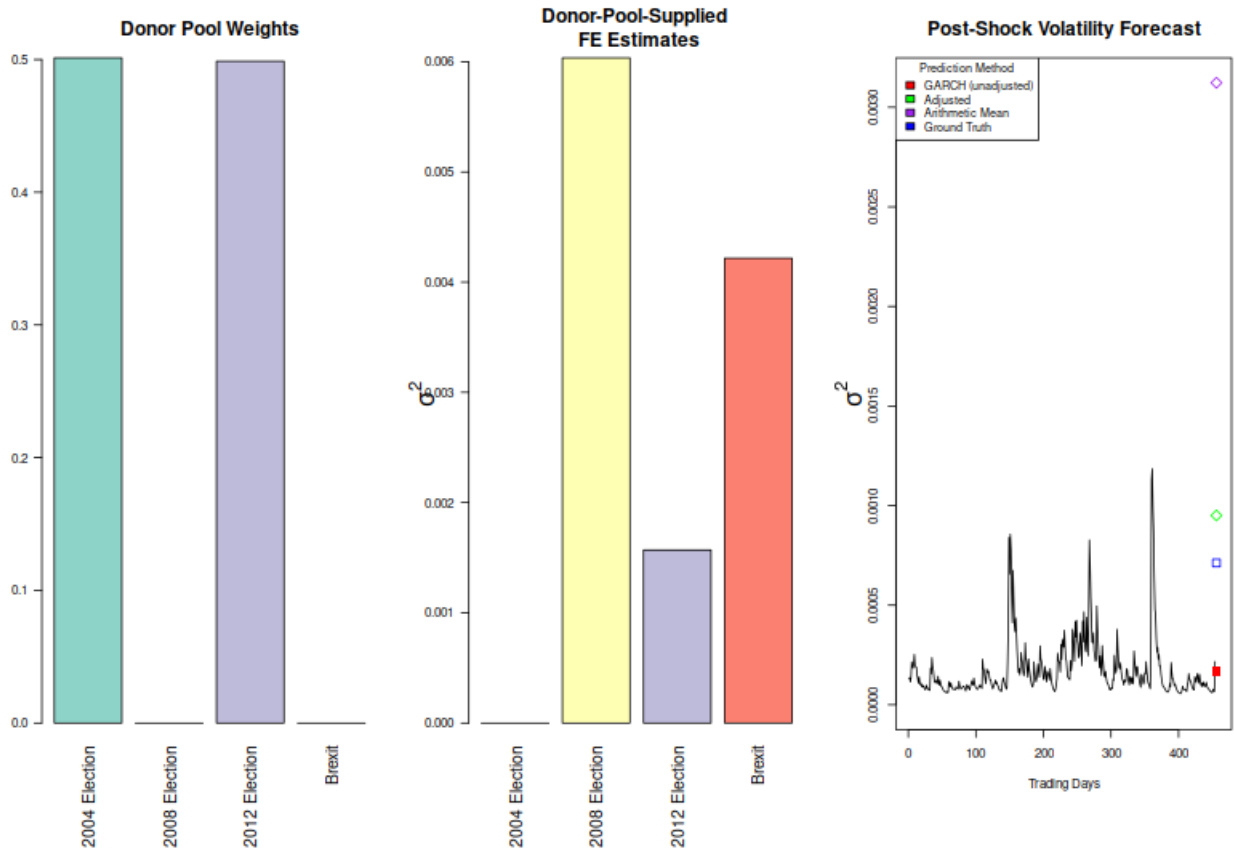 Donor Pool Weights
0.5
0.4
0.3
0.2
0.1
0.0
2004 Election
2008 Election
2012 Election
Brexit
Donor-Pool-Supplied
FE Estimates
σ²
0.006
0.005
0.004
0.003
0.002
0.001
0.000
2004 Election
2008 Election
2012 Election
Brexit
Post-Shock Volatility Forecast
σ²
0.0030
0.0025
0.0020
0.0015
0.0010
0.0005
0.0000
Prediction Method
GARCH (unadjusted)
Adjusted
Arithmetic Mean
Ground Truth
0 100 200 300 400
Trading Days